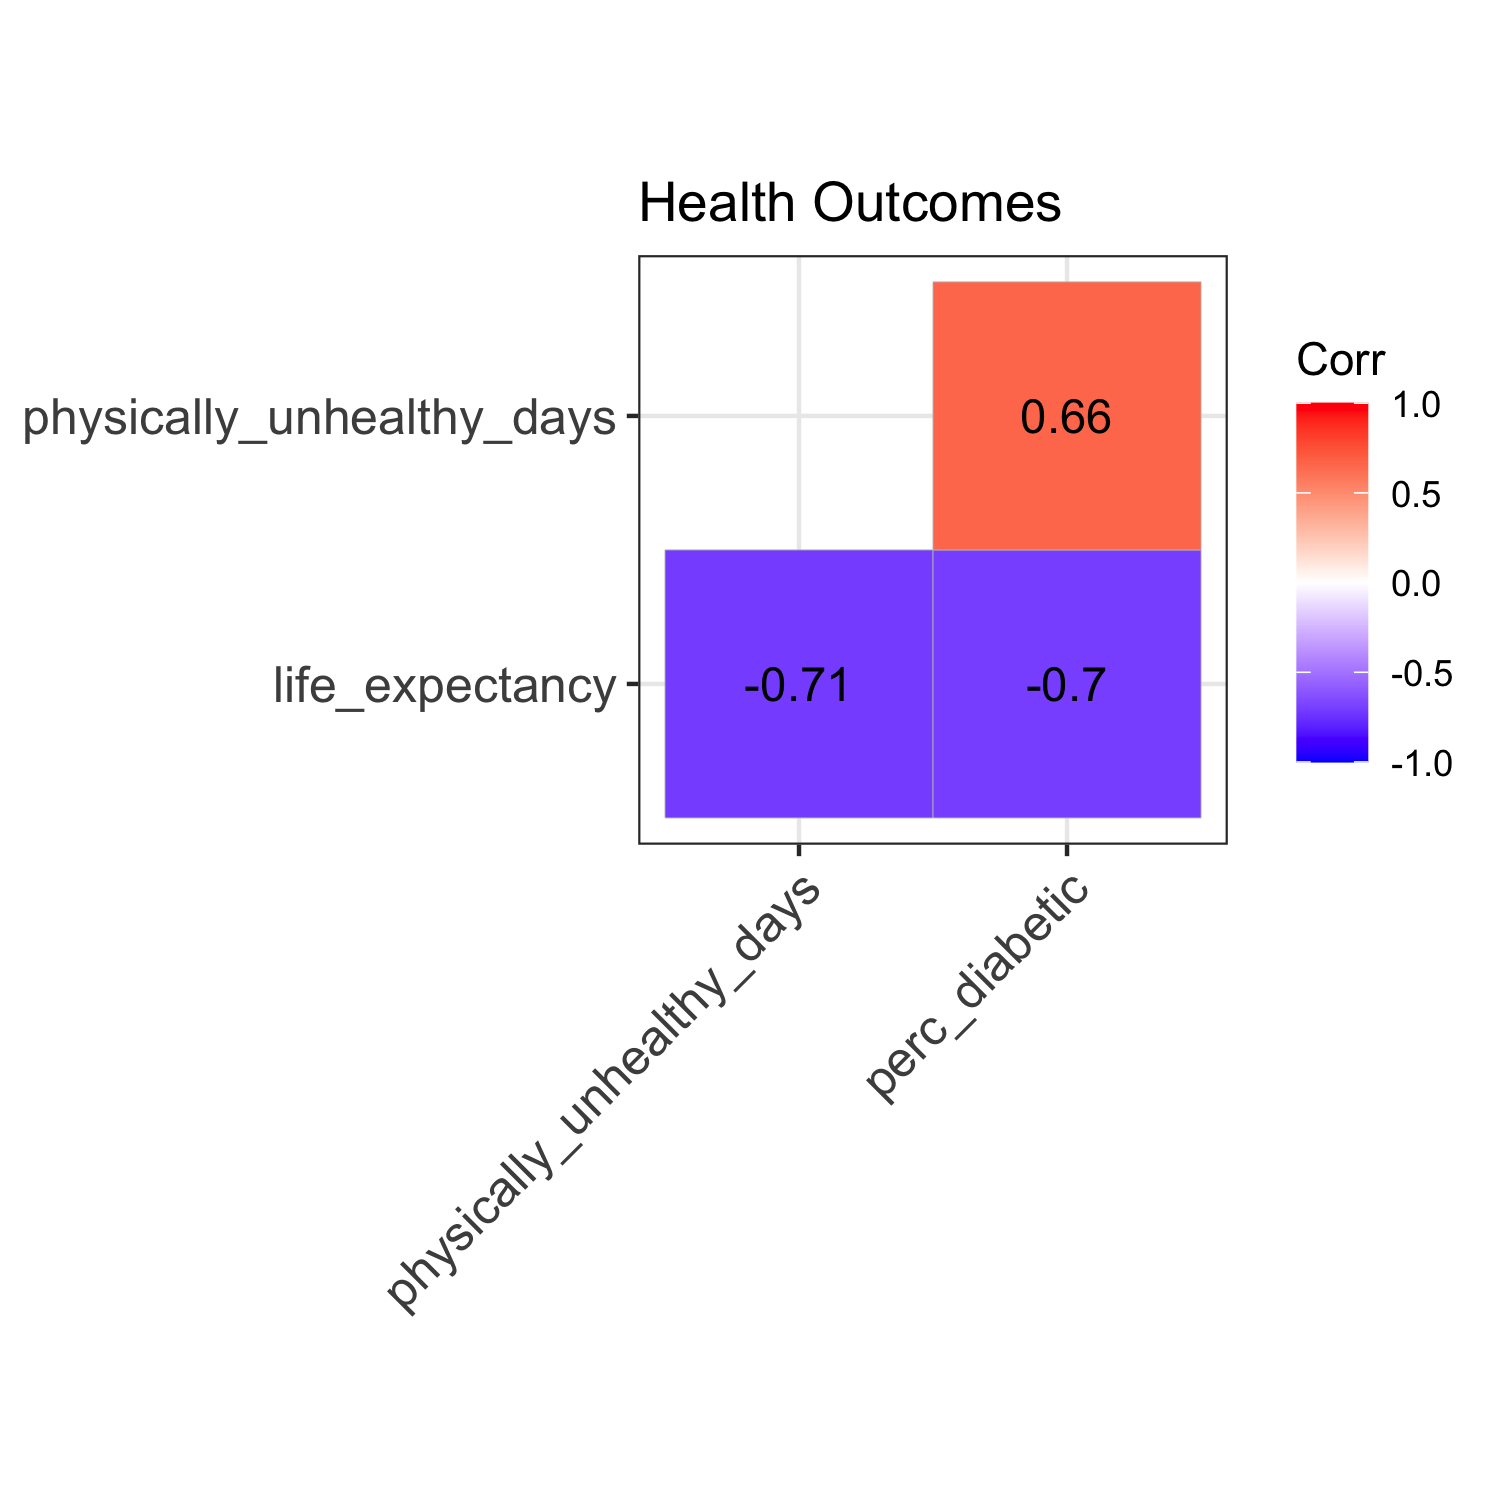 Health Outcomes
physically_unhealthy_days
life_expectancy
0.66
-0.71
-0.7
physically_unhealthy_days
perc_diabetic
Corr
1.0
0.5
0.0
-0.5
-1.0